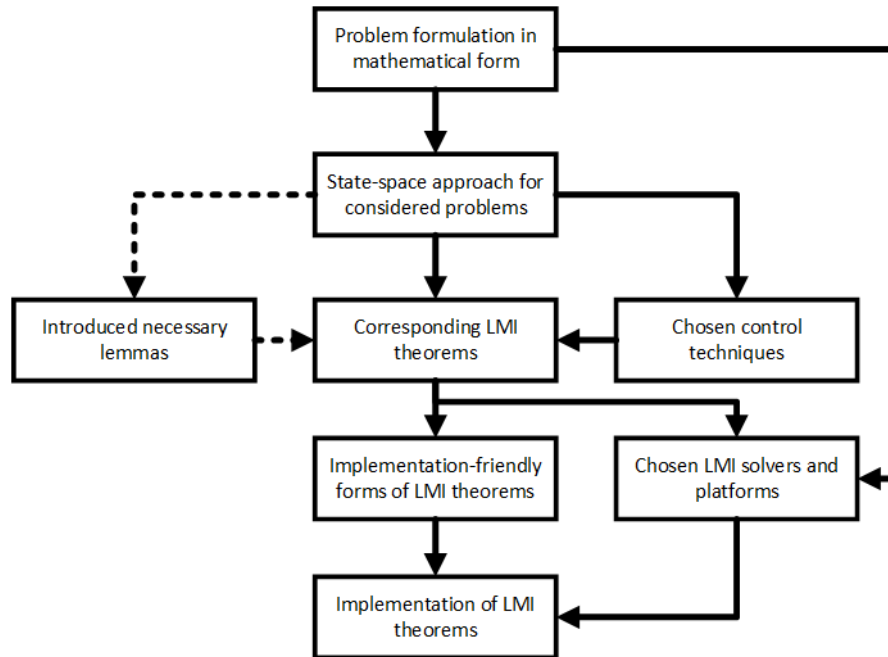 Problem formulation in
mathematical form
State-space approach for
considered problems
Introduced necessary
lemmas
Corresponding LMI
theorems
Chosen control
techniques
Implementation-friendly
forms of LMI theorems
Chosen LMI solvers and
platforms
Implementation of LMI
theorems